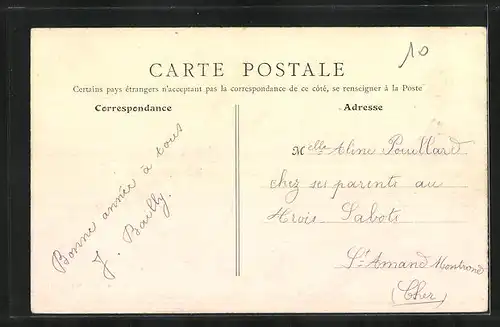 10
CARTE POSTALE
Certains pays étrangers n'acceptant pas la correspondance de ce côté, se renseigner à la Poste
Correspondance
Bonne année à tous
J. Bailly.
Adresse
Melle Aline Pouillard
chez ses parents au
trois Sabots
St Amand Montrond
(Cher)